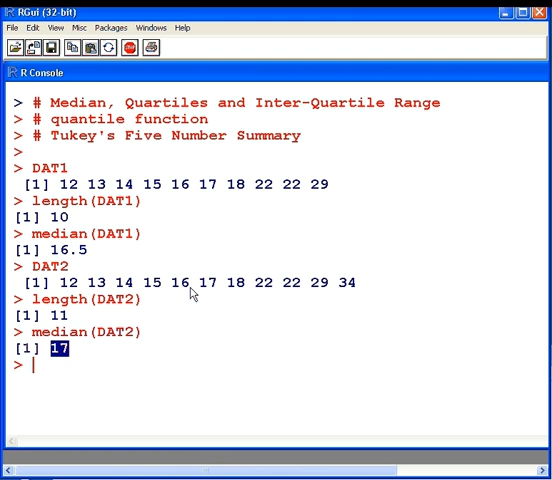 RGui (32-bit)
File Edit View Misc Packages Windows Help
STOP
R Console
> # Median, Quartiles and Inter-Quartile Range
> # quantile function
> # Tukey's Five Number Summary
>
> DAT1
[1] 12 13 14 15 16 17 18 22 22 29
> length(DAT1)
[1] 10
> median(DAT1)
[1] 16.5
> DAT2
[1] 12 13 14 15 16 17 18 22 22 29 34
> length(DAT2)
[1] 11
> median(DAT2)
[1] 17
>